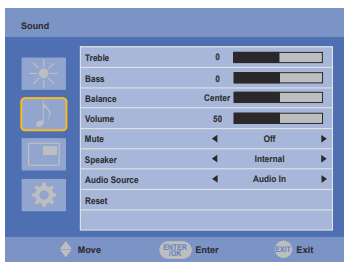 Sound
Treble 0
Bass 0
Balance Center
Volume 50
Mute Off
Speaker Internal
Audio Source Audio In
Reset
Move ENTER /OK Enter EXIT Exit